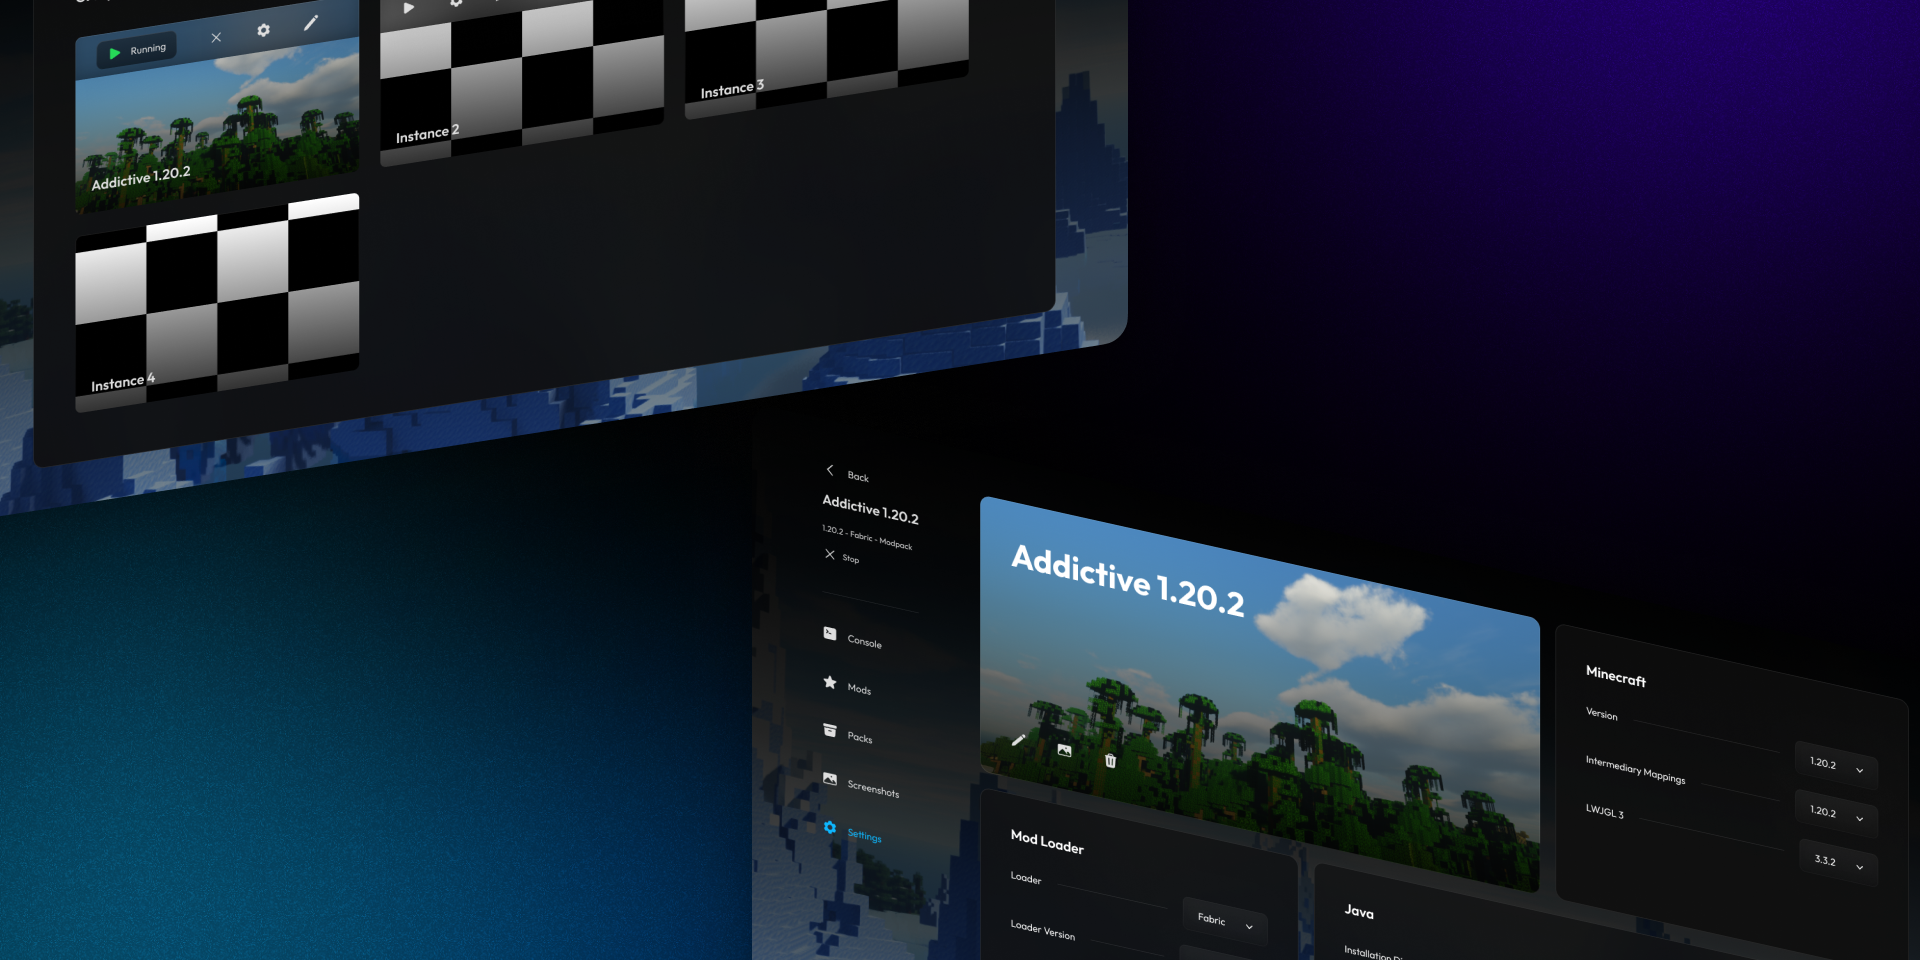 Running
Addictive 1.20.2
Instance 2
Instance 3
Instance 4
Back
Addictive 1.20.2
1.20.2 - Fabric - Modpack
Stop
Console
Mods
Packs
Screenshots
Settings
Addictive 1.20.2
Minecraft
Version
1.20.2
Intermediary Mappings
1.20.2
LWJGL 3
3.3.2
Mod Loader
Loader
Fabric
Loader Version
Java
Installation